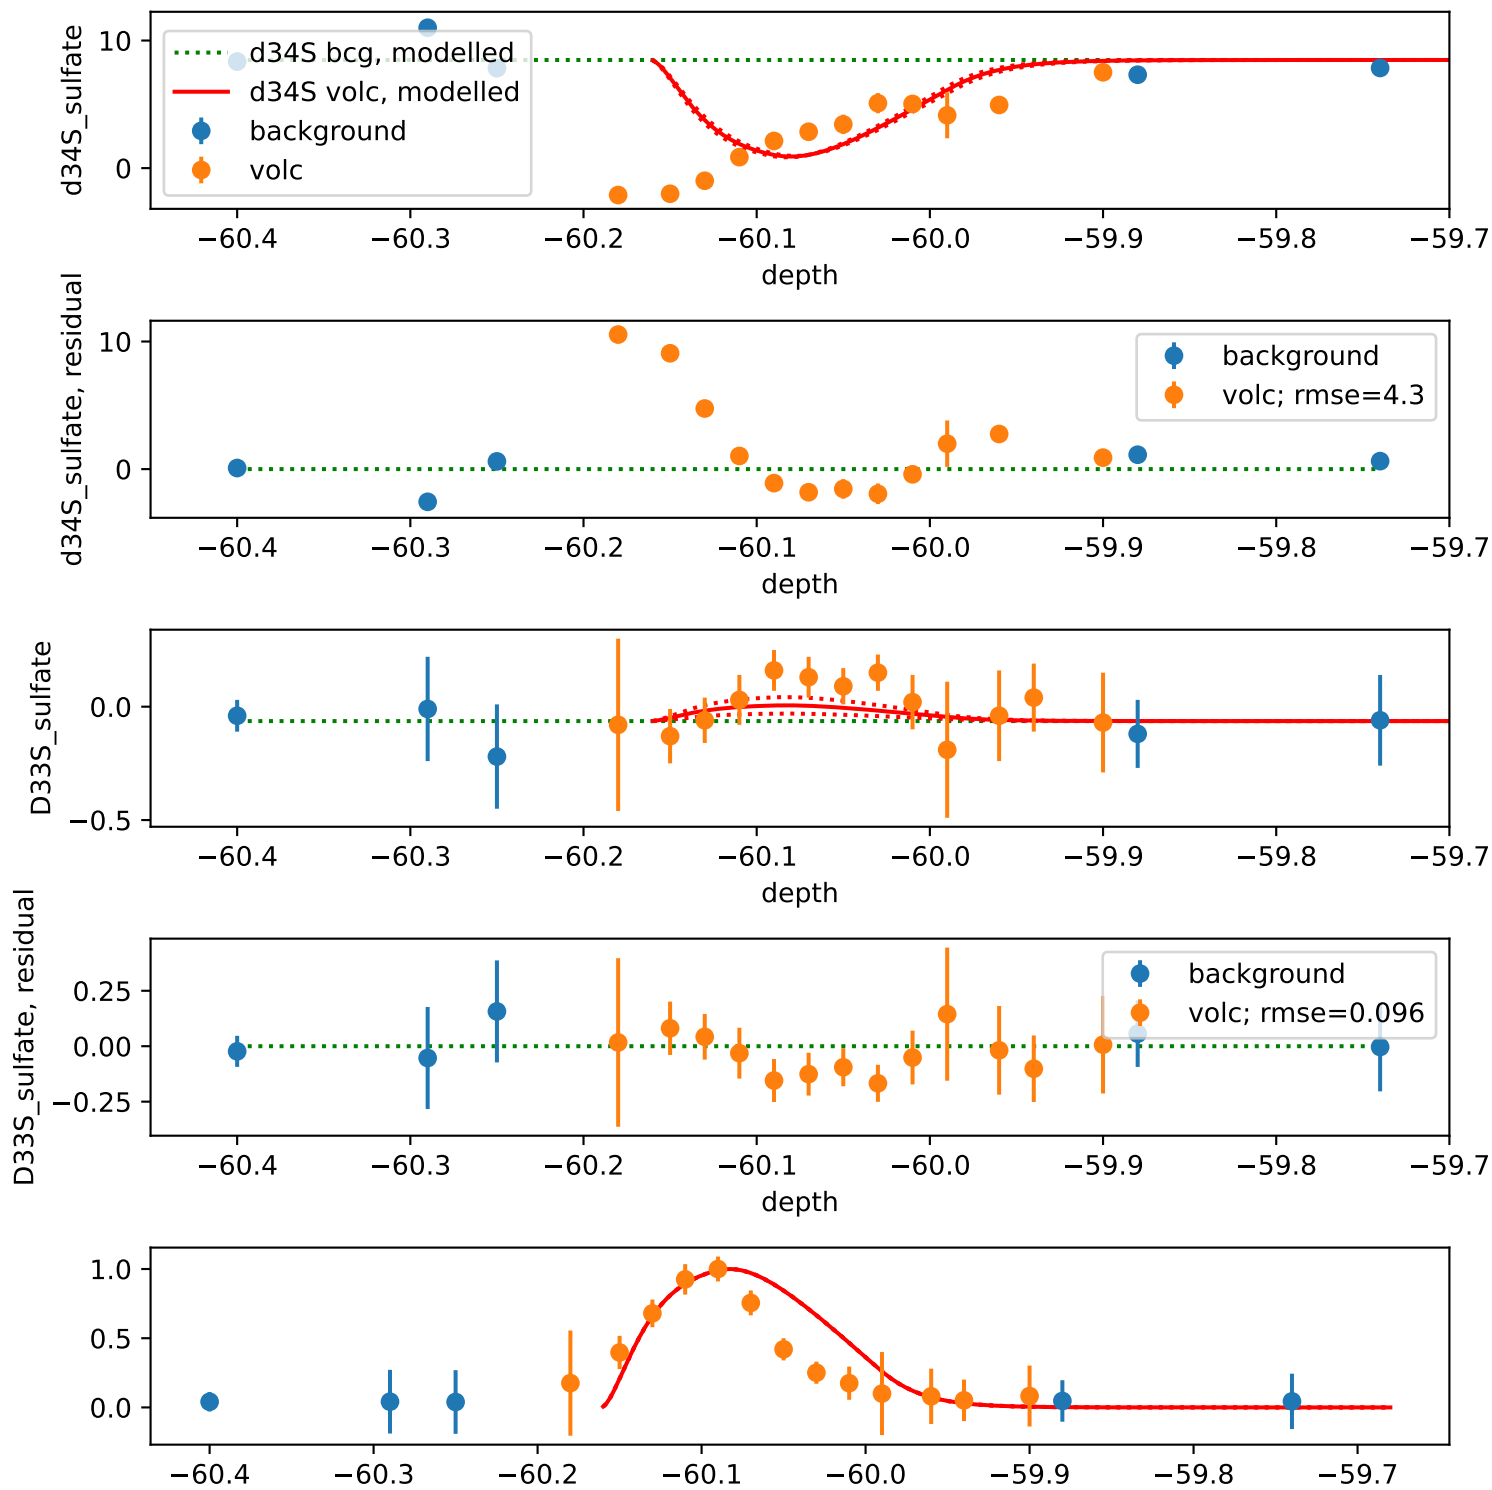 d34S_sulfate
10
0
d34S bcg, modelled
d34S volc, modelled
background
volc
−60.4 −60.3 −60.2 −60.1 −60.0 −59.9 −59.8 −59.7
depth
d34S_sulfate, residual
10
0
background
volc; rmse=4.3
−60.4 −60.3 −60.2 −60.1 −60.0 −59.9 −59.8 −59.7
depth
D33S_sulfate
0.0
−0.5
−60.4 −60.3 −60.2 −60.1 −60.0 −59.9 −59.8 −59.7
depth
D33S_sulfate, residual
0.25
0.00
−0.25
background
volc; rmse=0.096
−60.4 −60.3 −60.2 −60.1 −60.0 −59.9 −59.8 −59.7
depth
1.0
0.5
0.0
−60.4 −60.3 −60.2 −60.1 −60.0 −59.9 −59.8 −59.7